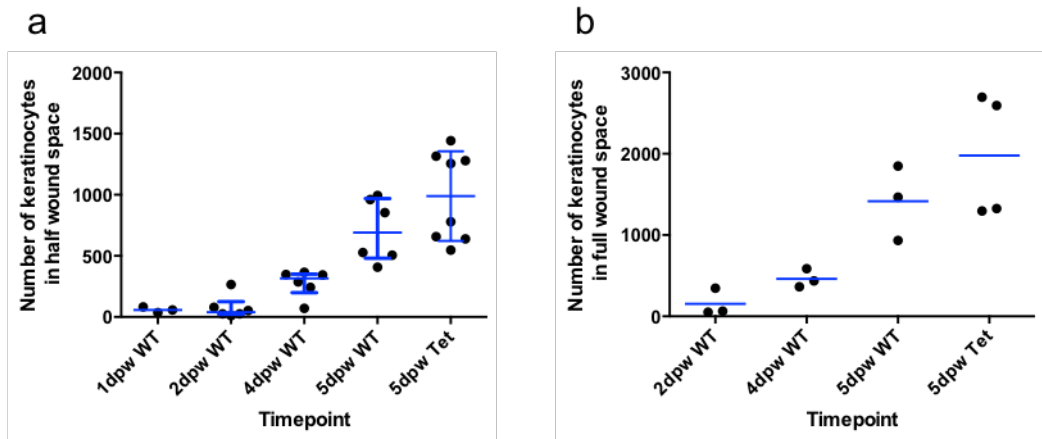 a
Number of keratinocytes
in half wound space
2000
1500
1000
500
0
1dpw WT
2dpw WT
4dpw WT
5dpw WT
5dpw Tet
Timepoint
b
Number of keratinocytes
in full wound space
3000
2000
1000
0
2dpw WT
4dpw WT
5dpw WT
5dpw Tet
Timepoint